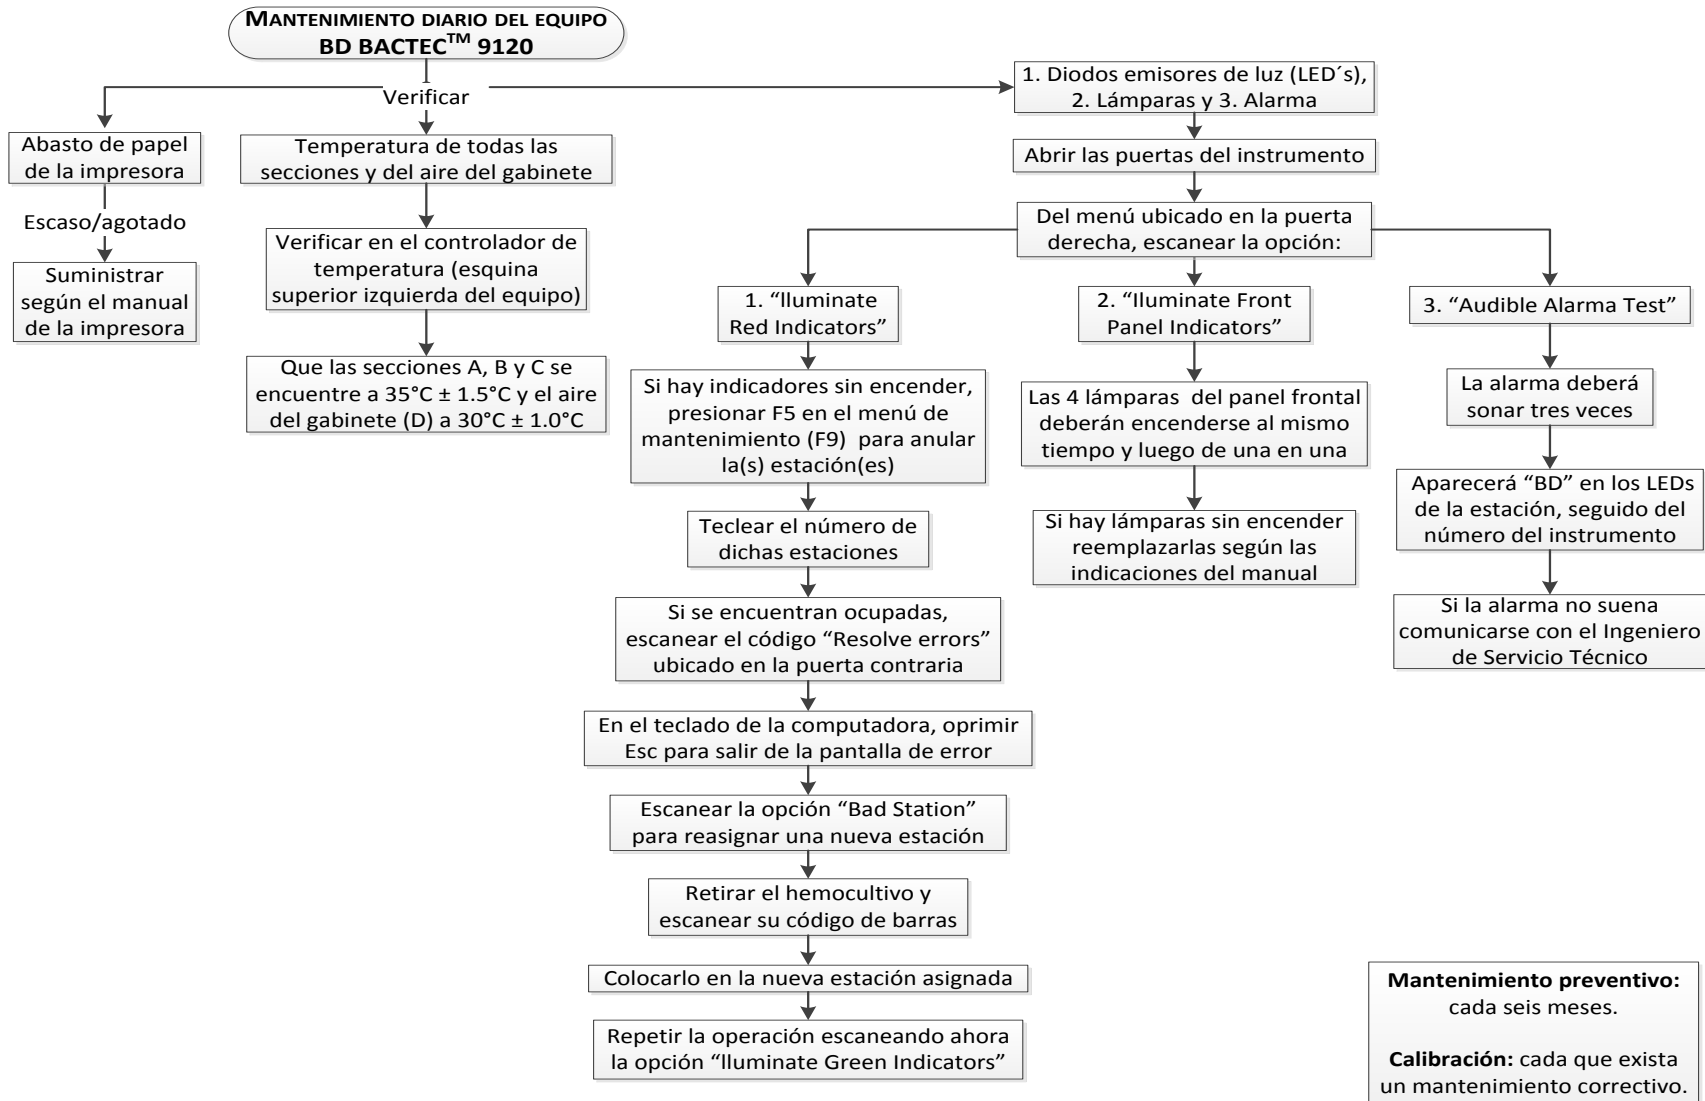 MANTENIMIENTO DIARIO DEL EQUIPO
BD BACTEC™ 9120
Verificar
Abasto de papel
de la impresora
Escaso/agotado
Suministrar
según el manual
de la impresora
Temperatura de todas las
secciones y del aire del gabinete
Verificar en el controlador de
temperatura (esquina
superior izquierda del equipo)
Que las secciones A, B y C se
encuentre a 35°C ± 1.5°C y el aire
del gabinete (D) a 30°C ± 1.0°C
1. Diodos emisores de luz (LED´s),
2. Lámparas y 3. Alarma
Abrir las puertas del instrumento
Del menú ubicado en la puerta
derecha, escanear la opción:
1. “lluminate
Red Indicators”
Si hay indicadores sin encender,
presionar F5 en el menú de
mantenimiento (F9) para anular
la(s) estación(es)
Teclear el número de
dichas estaciones
Si se encuentran ocupadas,
escanear el código “Resolve errors”
ubicado en la puerta contraria
En el teclado de la computadora, oprimir
Esc para salir de la pantalla de error
Escanear la opción “Bad Station”
para reasignar una nueva estación
Retirar el hemocultivo y
escanear su código de barras
Colocarlo en la nueva estación asignada
Repetir la operación escaneando ahora
la opción “lluminate Green Indicators”
2. “Iluminate Front
Panel Indicators”
Las 4 lámparas del panel frontal
deberán encenderse al mismo
tiempo y luego de una en una
Si hay lámparas sin encender
reemplazarlas según las
indicaciones del manual
3. “Audible Alarma Test”
La alarma deberá
sonar tres veces
Aparecerá “BD” en los LEDs
de la estación, seguido del
número del instrumento
Si la alarma no suena
comunicarse con el Ingeniero
de Servicio Técnico
Mantenimiento preventivo:
cada seis meses.
Calibración: cada que exista
un mantenimiento correctivo.